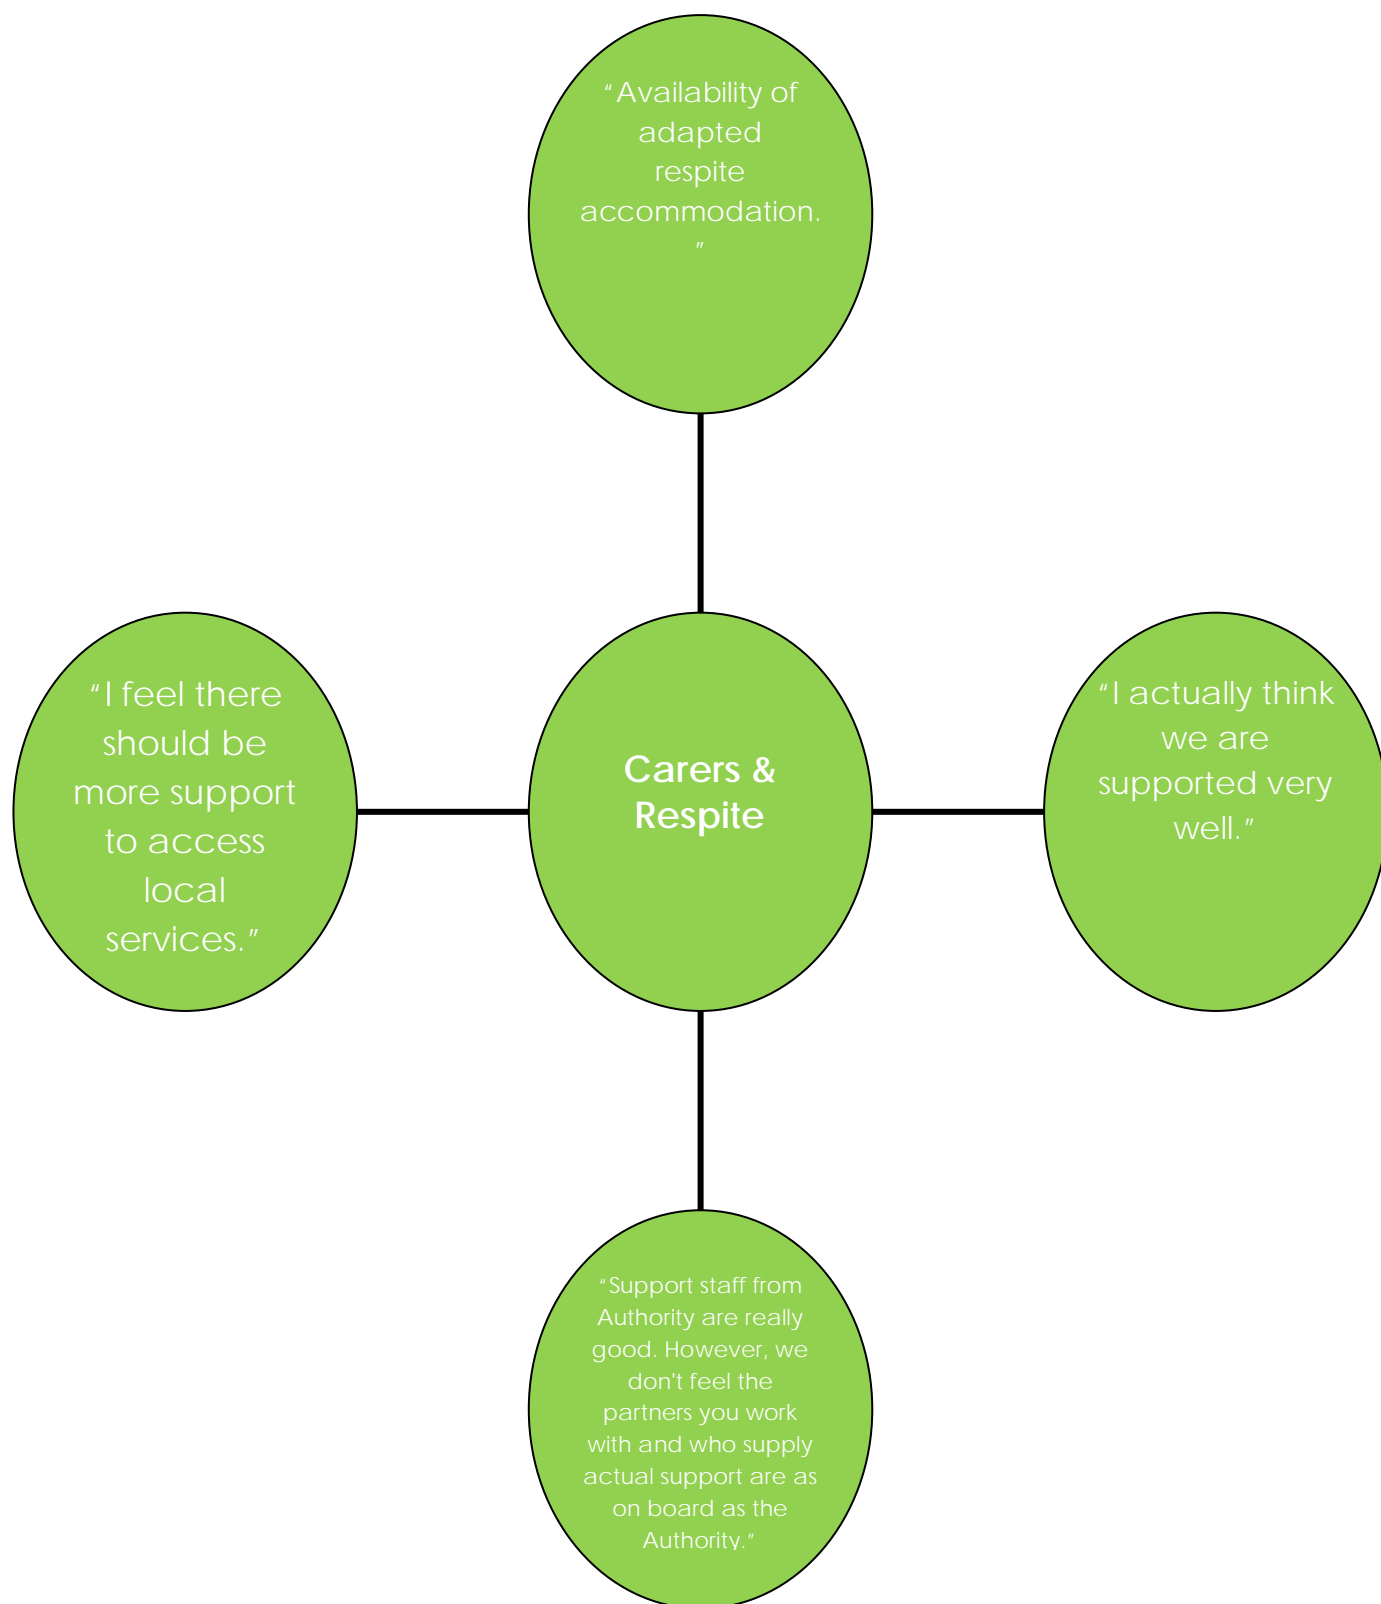 “Availability of
adapted
respite
accommodation.
”
“I feel there
should be
more support
to access
local
services.”
Carers &
Respite
“I actually think
we are
supported very
well.”
“Support staff from
Authority are really
good. However, we
don't feel the
partners you work
with and who supply
actual support are as
on board as the
Authority.”